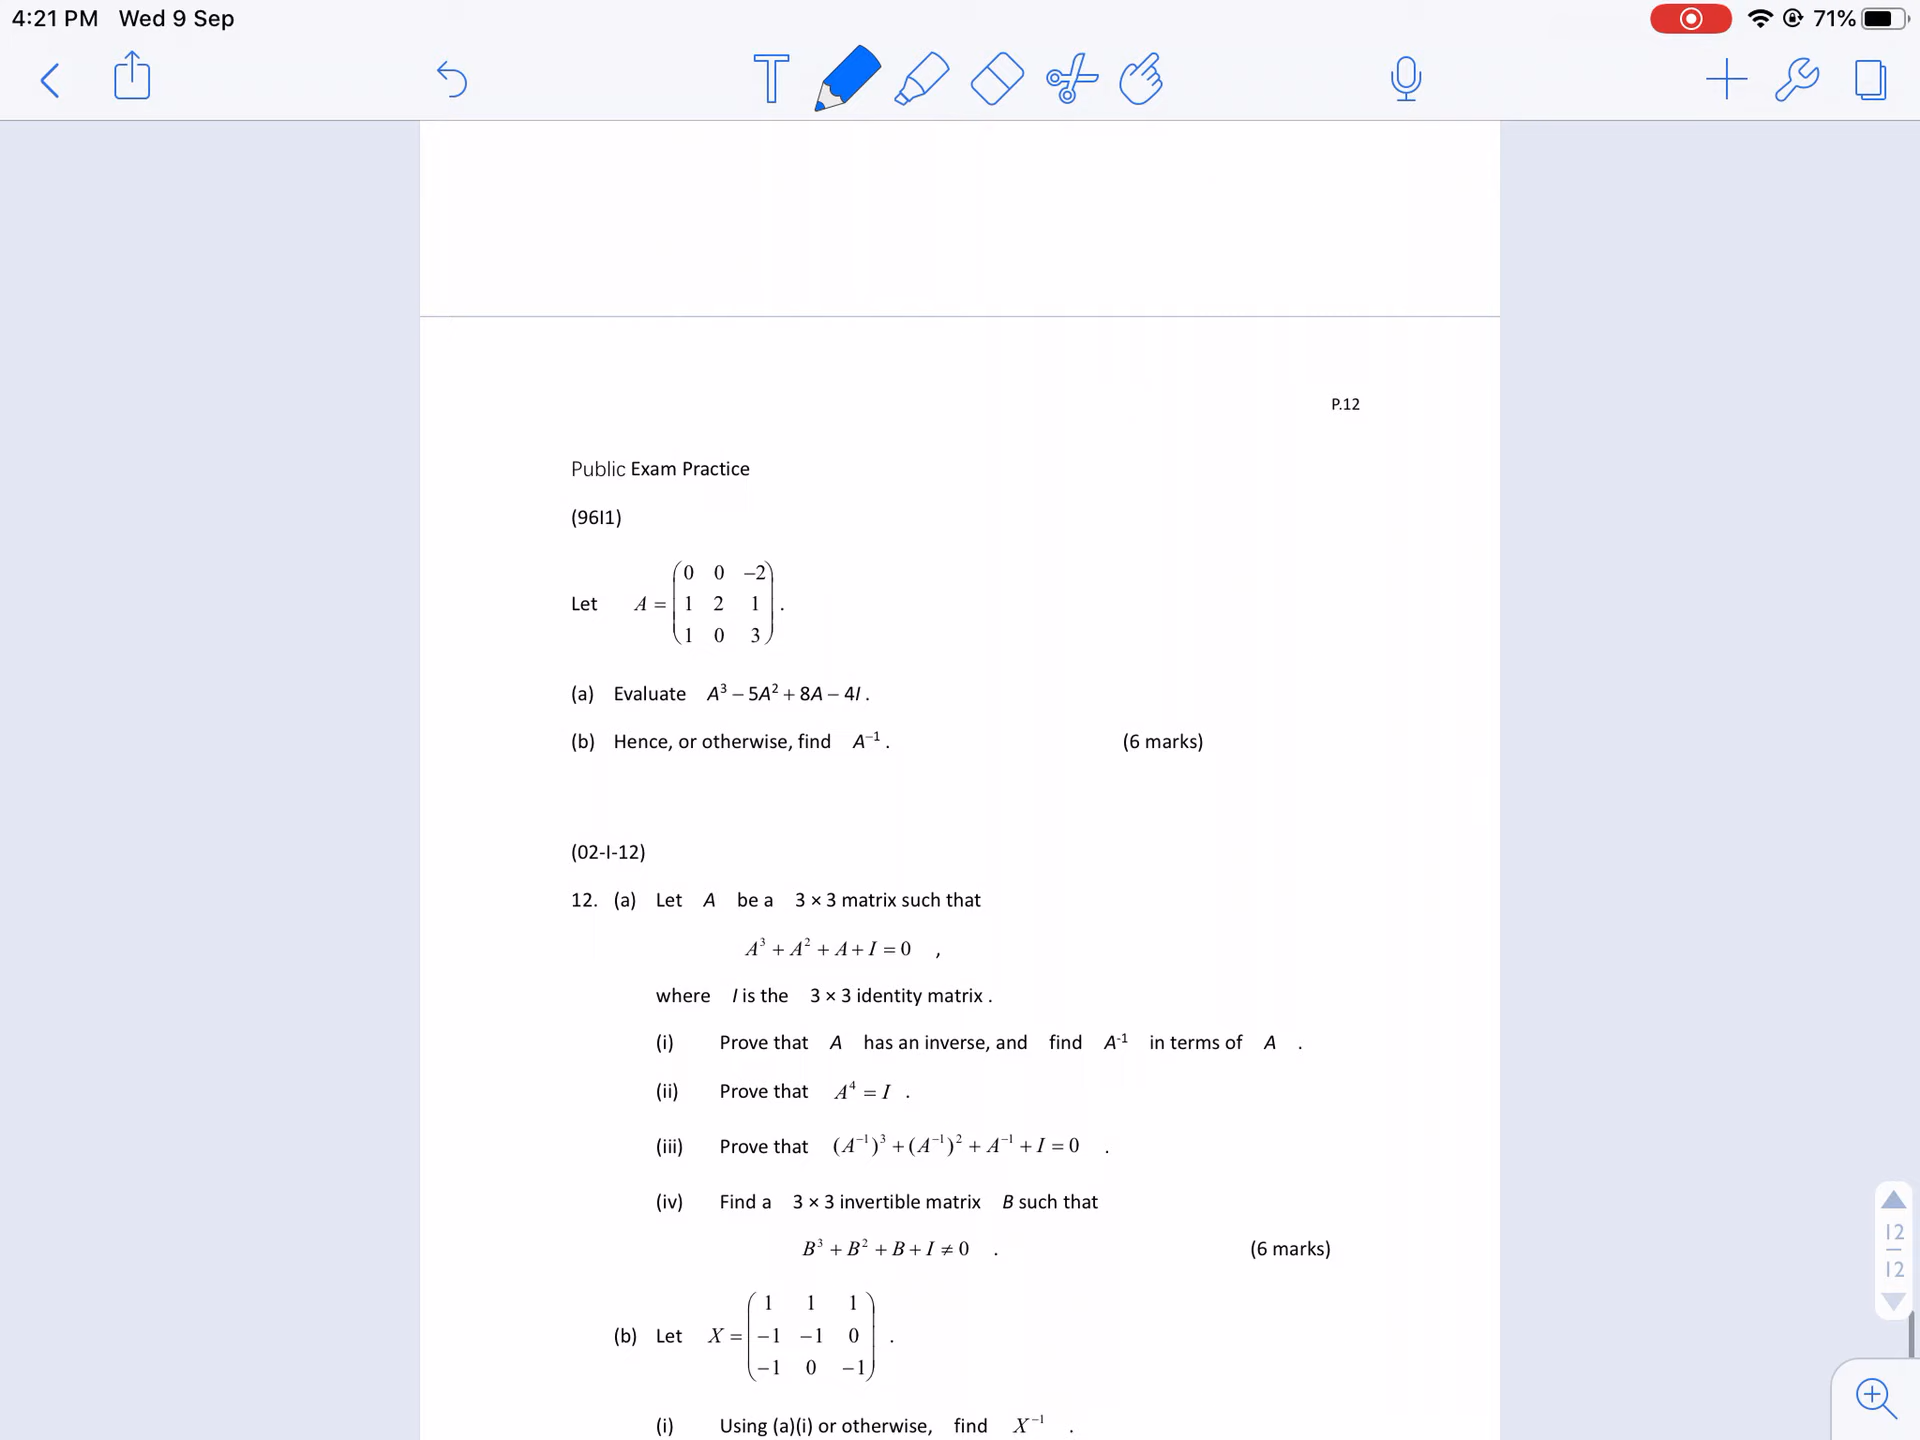 4:21 PM Wed 9 Sep 71%
T
P.12
Public Exam Practice
(96I1)
Let A = ( 0 0 −2
1 2 1
1 0 3 ) .
(a) Evaluate A³ – 5A² + 8A – 4I .
(b) Hence, or otherwise, find A⁻¹ . (6 marks)
(02-I-12)
12. (a) Let A be a 3 × 3 matrix such that
A³ + A² + A + I = 0 ,
where I is the 3 × 3 identity matrix .
(i) Prove that A has an inverse, and find A⁻¹ in terms of A .
(ii) Prove that A⁴ = I .
(iii) Prove that (A⁻¹)³ + (A⁻¹)² + A⁻¹ + I = 0 .
(iv) Find a 3 × 3 invertible matrix B such that
B³ + B² + B + I ≠ 0 . (6 marks)
(b) Let X = ( 1 1 1
−1 −1 0
−1 0 −1 ) .
(i) Using (a)(i) or otherwise, find X⁻¹ .
12
12